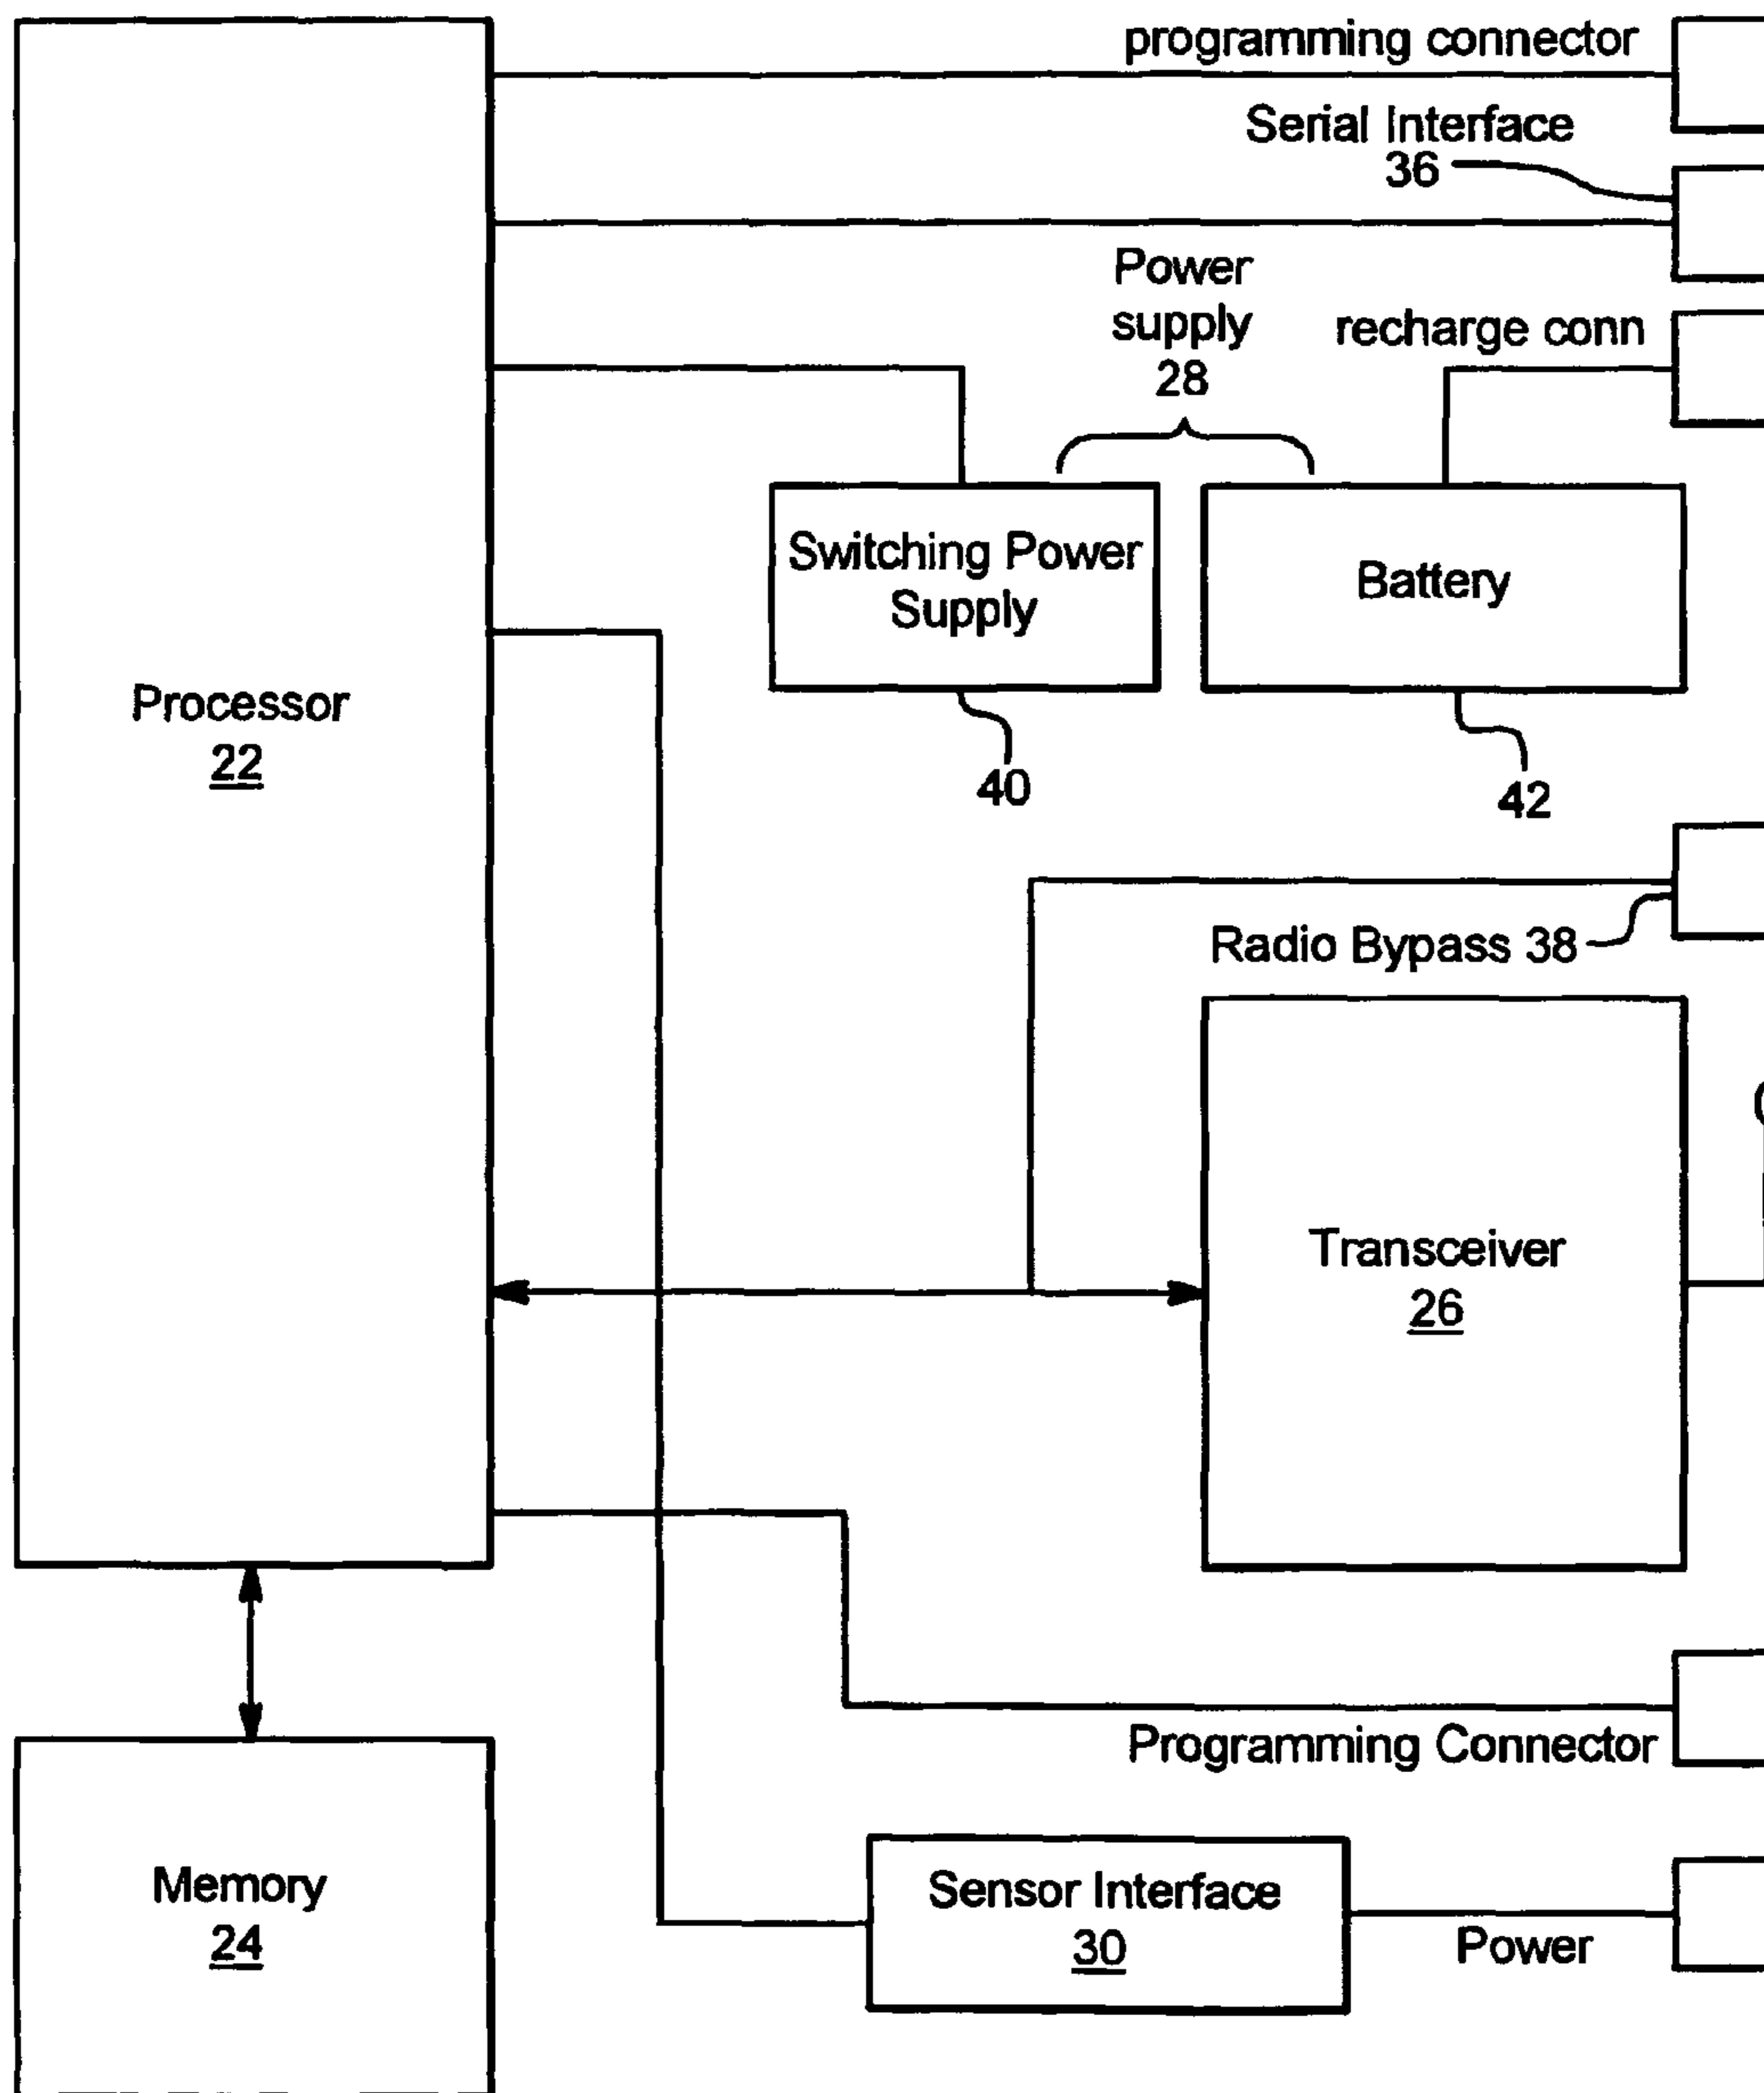 programming connector
Serial Interface
36
Power
supply
28
recharge conn
Switching Power
Supply
Battery
40
42
Processor
22
Radio Bypass 38
Transceiver
26
Programming Connector
Memory
24
Sensor Interface
30
Power